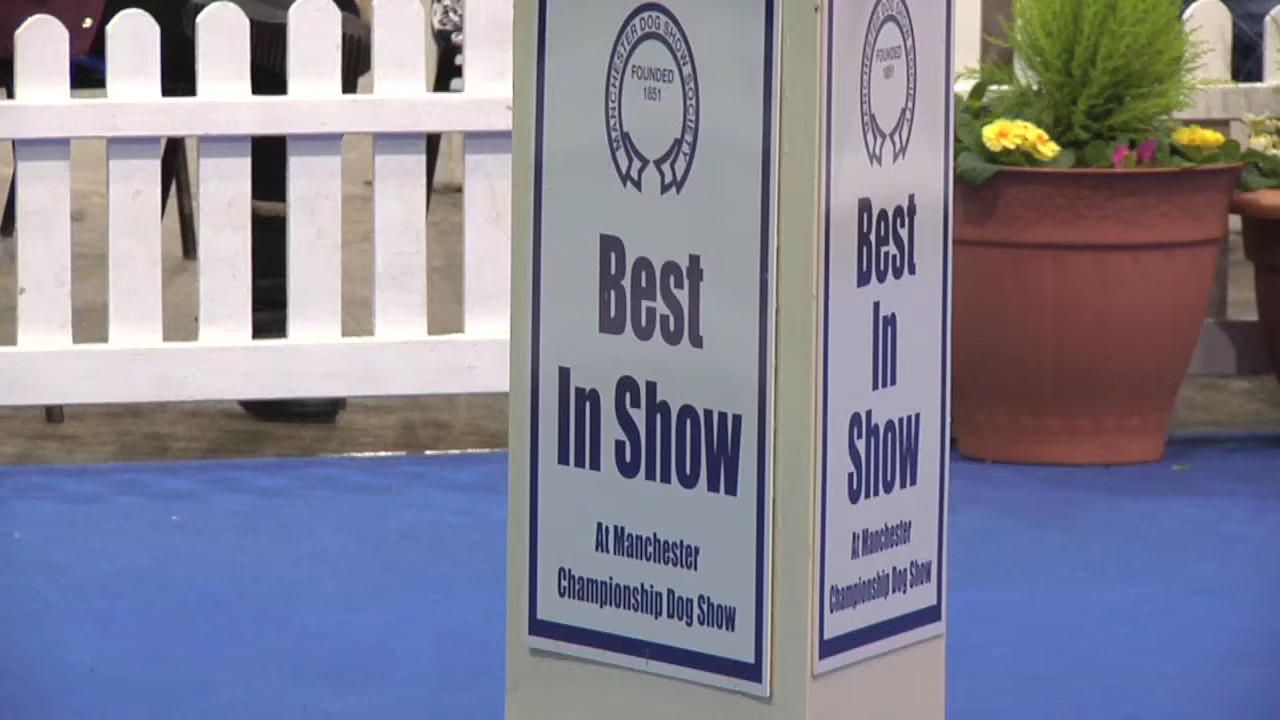 MANCHESTER DOG SHOW SOCIETY
FOUNDED
1851
Best
In Show
At Manchester
Championship Dog Show
MANCHESTER DOG SHOW SOCIETY
FOUNDED
1851
Best
In
Show
At Manchester
Championship Dog Show